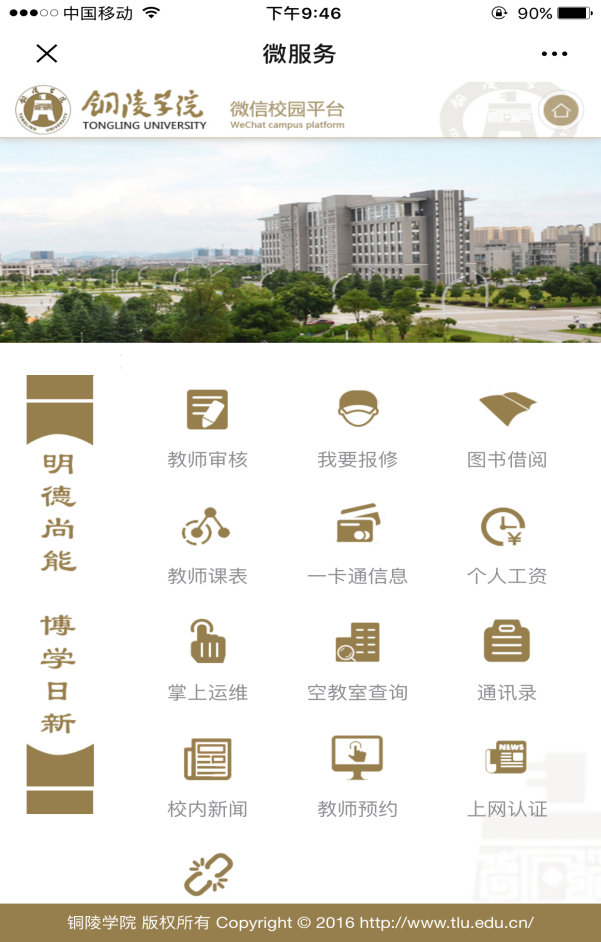 中国移动
下午9:46
90%
微服务
铜陵学院
TONGLING UNIVERSITY
微信校园平台
WeChat campus platform
明德尚能
博学日新
教师审核
我要报修
图书借阅
教师课表
一卡通信息
个人工资
掌上运维
空教室查询
通讯录
校内新闻
教师预约
NEWS
上网认证
铜陵学院 版权所有 Copyright © 2016 http://www.tlu.edu.cn/